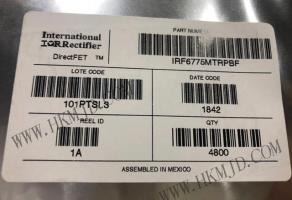 International
IOR Rectifier
DirectFET ™
PART NUMBER
IRF6775MTRPBF
LOTE CODE
101PTSL3
DATE CODE
1842
REEL ID
1A
QTY
4800
ASSEMBLED IN MEXICO
WWW.HKMJD.COM
WWW.HKMJD.COM